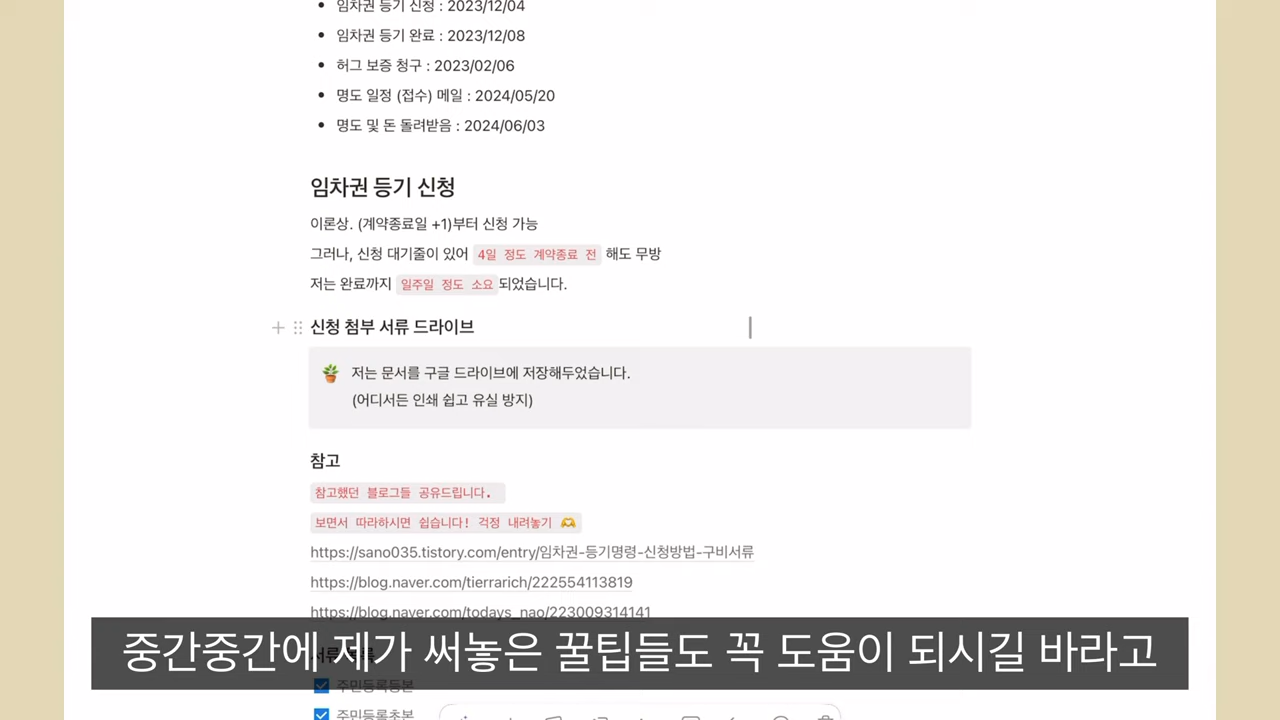 임차권 등기 신청 : 2023/12/04
임차권 등기 완료 : 2023/12/08
허그 보증 청구 : 2023/02/06
명도 일정 (접수) 메일 : 2024/05/20
명도 및 돈 돌려받음 : 2024/06/03
임차권 등기 신청
이론상. (계약종료일 +1)부터 신청 가능
그러나, 신청 대기줄이 있어 4일 정도 계약종료 전 해도 무방
저는 완료까지 일주일 정도 소요되었습니다.
신청 첨부 서류 드라이브
저는 문서를 구글 드라이브에 저장해두었습니다.
(어디서든 인쇄 쉽고 유실 방지)
참고
참고했던 블로그들 공유드립니다.
보면서 따라하시면 쉽습니다! 걱정 내려놓기 🫶
https://sano035.tistory.com/entry/임차권-등기명령-신청방법-구비서류
https://blog.naver.com/tierrarich/222554113819
https://blog.naver.com/todays_nao/223009314141
중간중간에 제가 써놓은 꿀팁들도 꼭 도움이 되시길 바라고
주민등록등본
주민등록초본